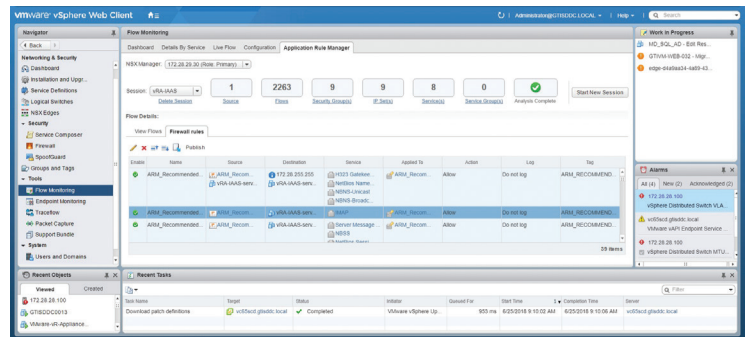 vmware® vSphere Web Client
Administrator@GTISDDC.LOCAL
Help
Search
Navigator
Back
Networking & Security
Dashboard
Installation and Upgr...
Service Definitions
Logical Switches
NSX Edges
Security
Service Composer
Firewall
SpoofGuard
Groups and Tags
Tools
Flow Monitoring
Endpoint Monitoring
Traceflow
Packet Capture
Support Bundle
System
Users and Domains
Flow Monitoring
Dashboard Details By Service Live Flow Configuration Application Rule Manager
NSX Manager: 172.28.29.30 (Role: Primary)
Session: vRA-IAAS
1 2263 9 9 8 0
Delete Session Source Flows Security Group(s) IP Set(s) Service(s) Service Group(s) Analysis Complete
Start New Session
Flow Details:
View Flows Firewall rules
Publish
Enable Name Source Destination Service Applied To Action Log Tag
ARM_Recommended... ARM_Recom... 172.28.255.255 H323 Gatekee... ARM_Recom... Allow Do not log ARM_RECOMMEND...
vRA-IAAS-serv... vRA-IAAS-serv... NetBios Name...
NBNS-Unicast
NBNS-Broadc...
ARM_Recommended... ARM_Recom... vRA-IAAS-serv... IMAP ARM_Recom... Allow Do not log ARM_RECOMMEND...
ARM_Recommended... ARM_Recom... vRA-IAAS-serv... Server Message... ARM_Recom... Allow Do not log ARM_RECOMMEND...
NBSS
39 items
Work In Progress
MD_SQL_AD - Edit Res...
GTIVM-WEB-032 - Migr...
Alarms
All (4) New (2) Acknowledged (2)
172.28.28.100
vSphere Distributed Switch VLA...
vc65scd.gtisddc.local
VMware vAPI Endpoint Service...
172.28.28.100
vSphere Distributed Switch MTU...
Recent Objects
Viewed Created
172.28.28.100
GTISDDC0013
VMware-vR-Appliance...
Recent Tasks
Filter
Task Name Target Status Initiator Queued For Start Time Completion Time Server
Download patch definitions vc65scd.gtisddc.local Completed VMware vSphere Up... 955 ms 6/25/2018 9:10:02 AM 6/25/2018 9:10:06 AM vc65scd.gtisddc.local